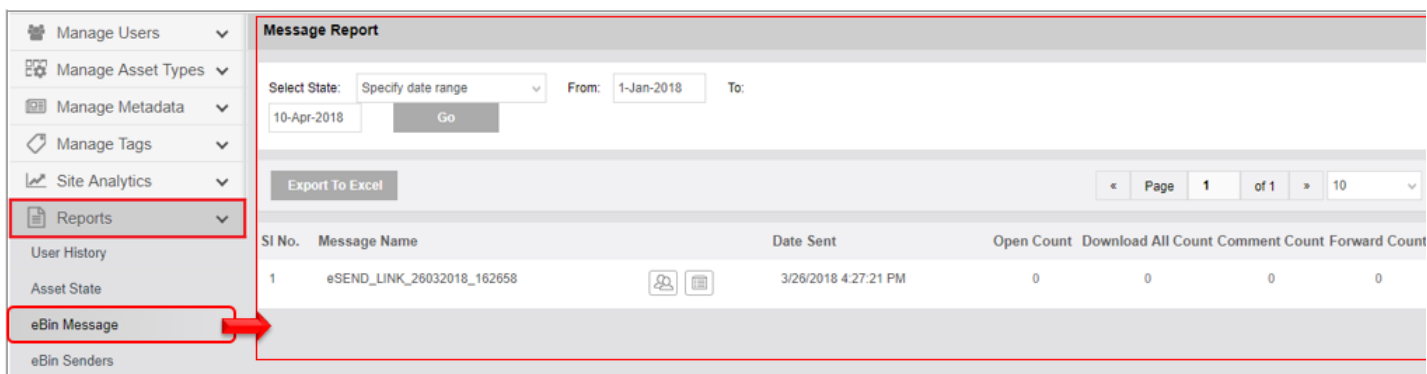 Manage Users
Manage Asset Types
Manage Metadata
Manage Tags
Site Analytics
Reports
User History
Asset State
eBin Message
eBin Senders
Message Report
Select State: Specify date range From: 1-Jan-2018 To:
10-Apr-2018 Go
Export To Excel « Page 1 of 1 » 10
Sl No. Message Name Date Sent Open Count Download All Count Comment Count Forward Count
1 eSEND_LINK_26032018_162658 3/26/2018 4:27:21 PM 0 0 0 0